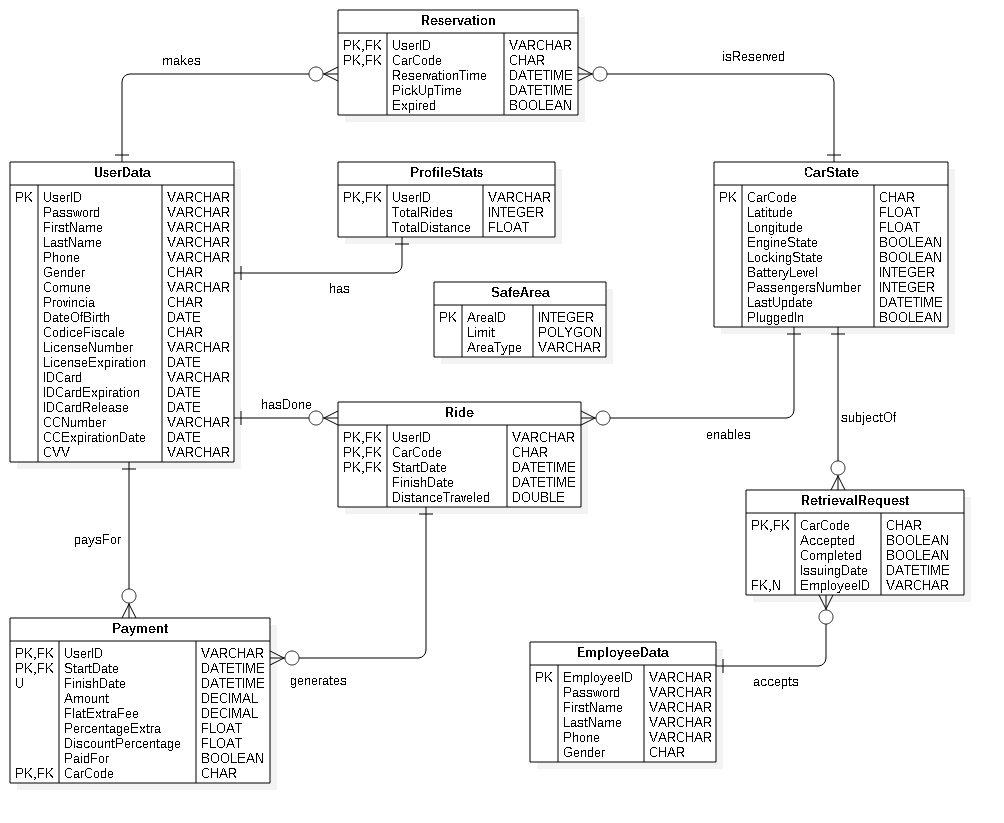 Reservation
PK,FK UserID VARCHAR
PK,FK CarCode CHAR
ReservationTime DATETIME
PickUpTime DATETIME
Expired BOOLEAN
makes
isReserved
UserData
PK UserID VARCHAR
Password VARCHAR
FirstName VARCHAR
LastName VARCHAR
Phone VARCHAR
Gender CHAR
Comune VARCHAR
Provincia CHAR
DateOfBirth DATE
CodiceFiscale CHAR
LicenseNumber VARCHAR
LicenseExpiration DATE
IDCard VARCHAR
IDCardExpiration DATE
IDCardRelease DATE
CCNumber VARCHAR
CCExpirationDate DATE
CVV VARCHAR
ProfileStats
PK,FK UserID VARCHAR
TotalRides INTEGER
TotalDistance FLOAT
has
CarState
PK CarCode CHAR
Latitude FLOAT
Longitude FLOAT
EngineState BOOLEAN
LockingState BOOLEAN
BatteryLevel INTEGER
PassengersNumber INTEGER
LastUpdate DATETIME
PluggedIn BOOLEAN
SafeArea
PK AreaID INTEGER
Limit POLYGON
AreaType VARCHAR
hasDone
Ride
PK,FK UserID VARCHAR
PK,FK CarCode CHAR
PK,FK StartDate DATETIME
FinishDate DATETIME
DistanceTraveled DOUBLE
enables
subjectOf
RetrievalRequest
PK,FK CarCode CHAR
Accepted BOOLEAN
Completed BOOLEAN
IssuingDate DATETIME
FK,N EmployeeID VARCHAR
paysFor
Payment
PK,FK UserID VARCHAR
PK,FK StartDate DATETIME
U FinishDate DATETIME
Amount DECIMAL
FlatExtraFee DECIMAL
PercentageExtra FLOAT
DiscountPercentage FLOAT
PaidFor BOOLEAN
PK,FK CarCode CHAR
generates
EmployeeData
PK EmployeeID VARCHAR
Password VARCHAR
FirstName VARCHAR
LastName VARCHAR
Phone VARCHAR
Gender CHAR
accepts